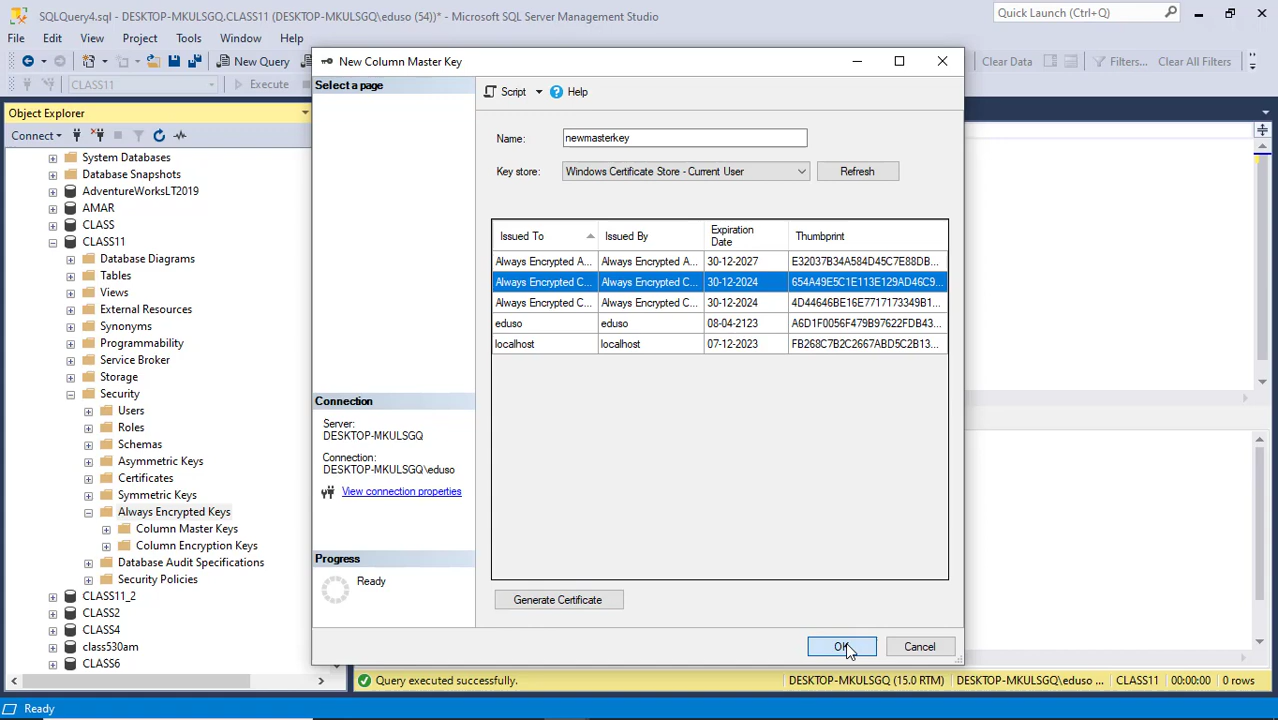 SQLQuery4.sql - DESKTOP-MKULSGQ.CLASS11 (DESKTOP-MKULSGQ\eduso (54))* - Microsoft SQL Server Management Studio
Quick Launch (Ctrl+Q)
File Edit View Project Tools Window Help
New Query Clear Data Filters... Clear All Filters
CLASS11 Execute
Object Explorer
Connect
System Databases
Database Snapshots
AdventureWorksLT2019
AMAR
CLASS
CLASS11
Database Diagrams
Tables
Views
External Resources
Synonyms
Programmability
Service Broker
Storage
Security
Users
Roles
Schemas
Asymmetric Keys
Certificates
Symmetric Keys
Always Encrypted Keys
Column Master Keys
Column Encryption Keys
Database Audit Specifications
Security Policies
CLASS11_2
CLASS2
CLASS4
class530am
CLASS6
New Column Master Key
Select a page
Script Help
Name: newmasterkey
Key store: Windows Certificate Store - Current User Refresh
Issued To Issued By Expiration Date Thumbprint
Always Encrypted A... Always Encrypted A... 30-12-2027 E32037B34A584D45C7E88DB...
Always Encrypted C... Always Encrypted C... 30-12-2024 654A49E5C1E113E129AD46C9...
Always Encrypted C... Always Encrypted C... 30-12-2024 4D44646BE16E7717173349B1...
eduso eduso 08-04-2123 A6D1F0056F479B97622FDB43...
localhost localhost 07-12-2023 FB268C7B2C2667ABD5C2B13...
Connection
Server:
DESKTOP-MKULSGQ
Connection:
DESKTOP-MKULSGQ\eduso
View connection properties
Progress
Ready
Generate Certificate
OK Cancel
Query executed successfully. DESKTOP-MKULSGQ (15.0 RTM) DESKTOP-MKULSGQ\eduso ... CLASS11 00:00:00 0 rows
Ready